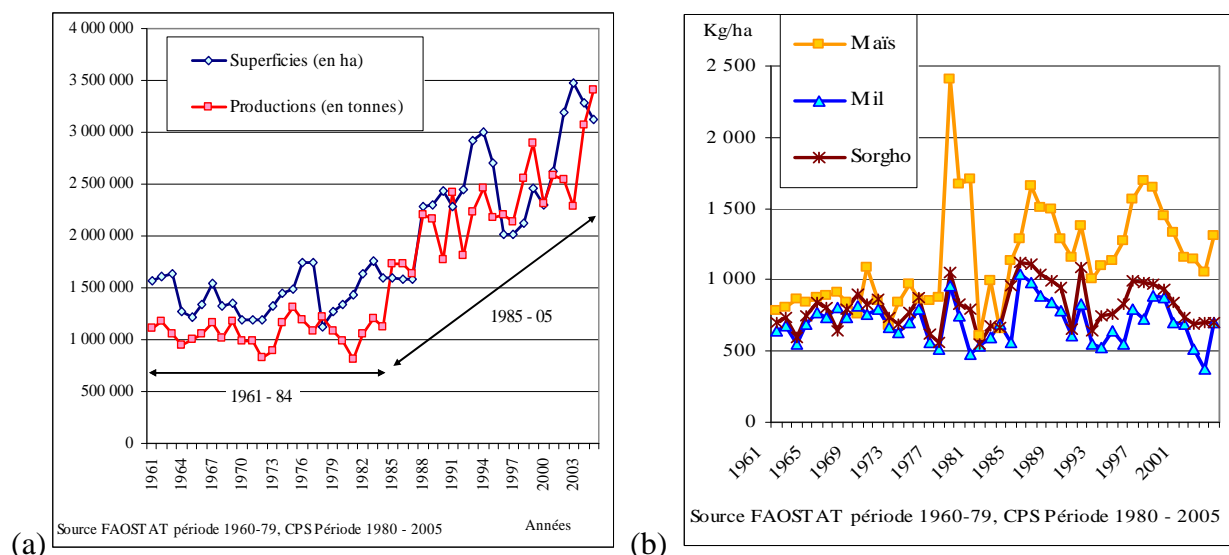 4 000 000
3 500 000
3 000 000
2 500 000
2 000 000
1 500 000
1 000 000
500 000
0
Superficies (en ha)
Productions (en tonnes)
1985 - 05
1961 - 84
1961
1964
1967
1970
1973
1976
1979
1982
1985
1988
1991
1994
1997
2000
2003
Source FAOSTAT période 1960-79, CPS Période 1980 - 2005
Années
(a)
Kg/ha
2 500
2 000
1 500
1 000
500
0
Maïs
Mil
Sorgho
1961
1965
1969
1973
1977
1981
1985
1989
1993
1997
2001
Source FAOSTAT période 1960-79, CPS Période 1980 - 2005
(b)